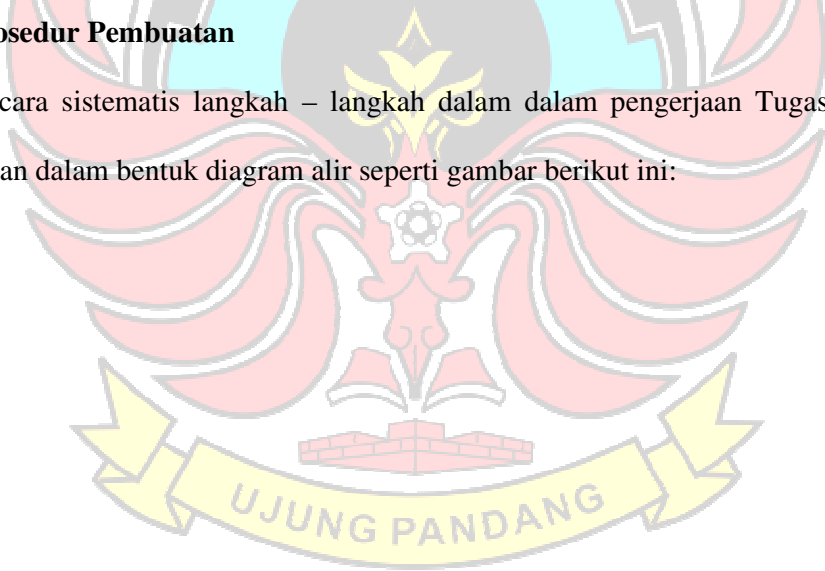 osedur Pembuatan
cara sistematis langkah – langkah dalam dalam pengerjaan Tugas
an dalam bentuk diagram alir seperti gambar berikut ini:
UJUNG PANDANG